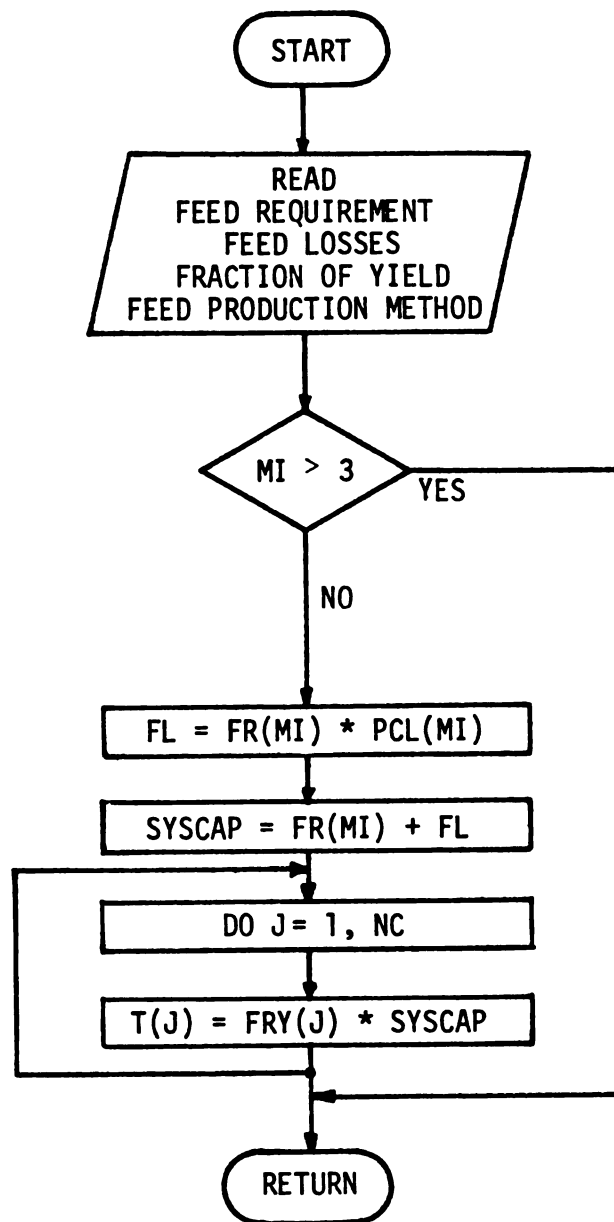 START
READ
FEED REQUIREMENT
FEED LOSSES
FRACTION OF YIELD
FEED PRODUCTION METHOD
MI > 3
YES
NO
FL = FR(MI) * PCL(MI)
SYSCAP = FR(MI) + FL
DO J= 1, NC
T(J) = FRY(J) * SYSCAP
RETURN